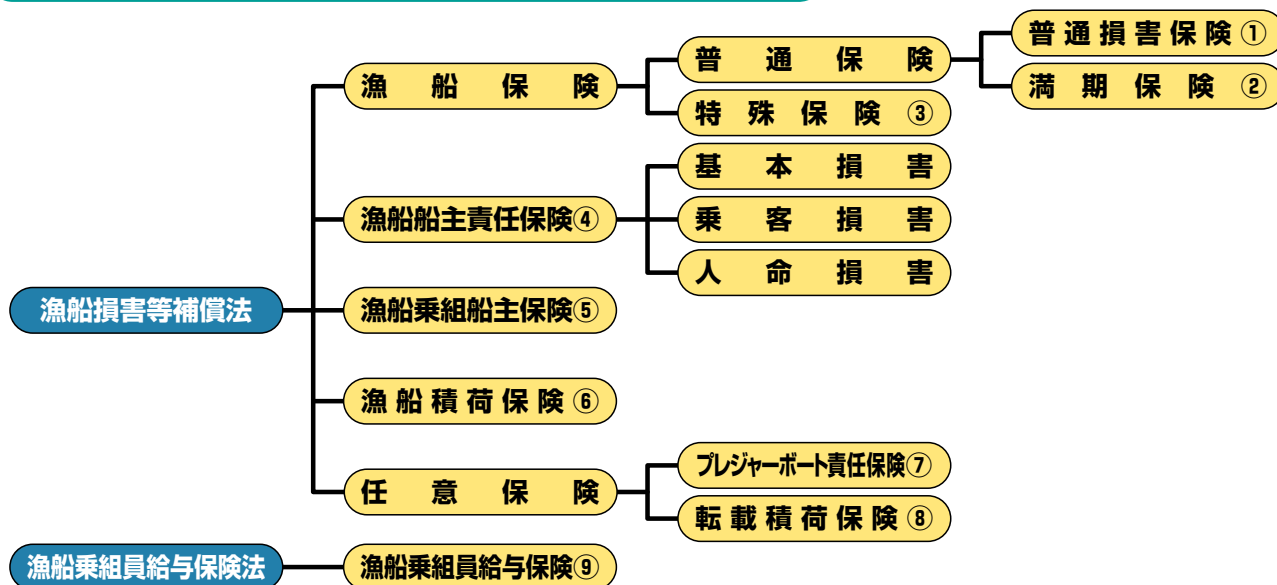 普通損害保険①
普通保険
漁船保険
満期保険②
特殊保険③
基本損害
漁船船主責任保険④
乗客損害
人命損害
漁船損害等補償法
漁船乗組船主保険⑤
漁船積荷保険⑥
プレジャーボート責任保険⑦
任意保険
転載積荷保険⑧
漁船乗組員給与保険法
漁船乗組員給与保険⑨